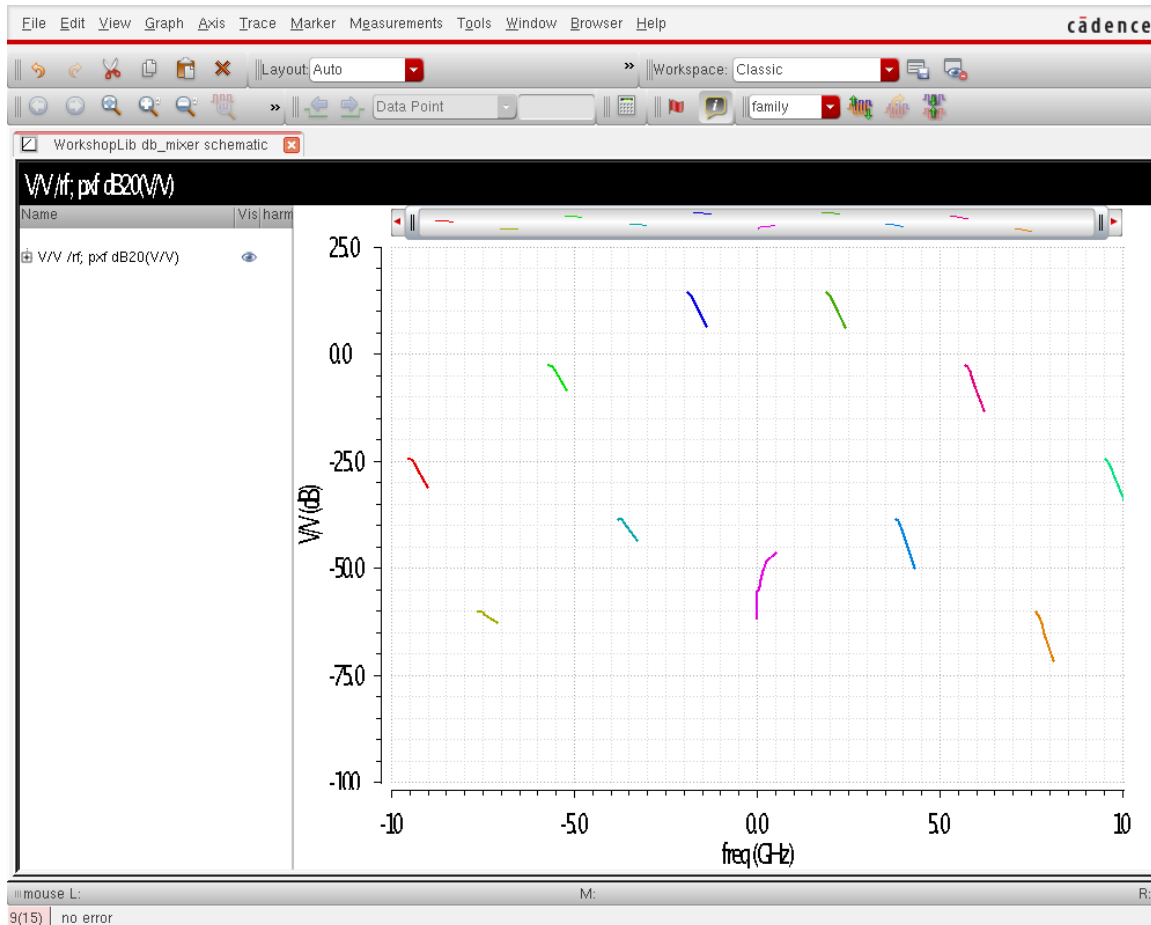 File Edit View Graph Axis Trace Marker Measurements Tools Window Browser Help
cādence
Layout: Auto
» Workspace: Classic
» Data Point
family
WorkshopLib db_mixer schematic
V/V /rf; pxf dB20(V/V)
Name Vis harm
V/V /rf; pxf dB20(V/V)
25.0
0.0
-25.0
-50.0
-75.0
-100
V/V (dB)
-10 -5.0 0.0 5.0 10
freq (GHz)
mouse L: M: R:
9(15) no error